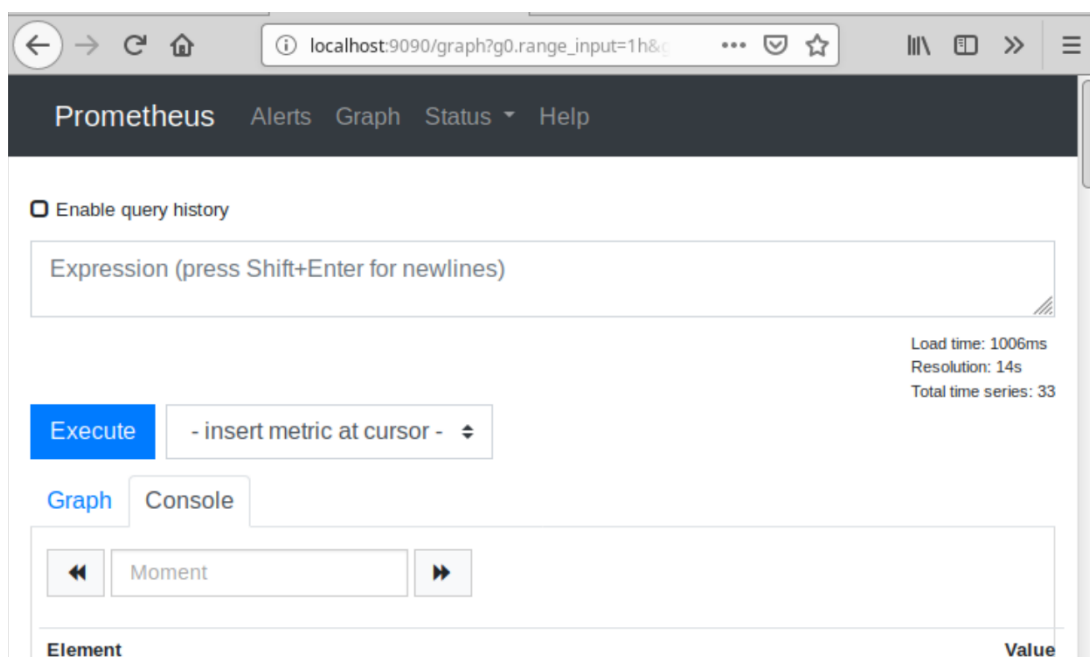 localhost:9090/graph?g0.range_input=1h&g
Prometheus Alerts Graph Status Help
Enable query history
Expression (press Shift+Enter for newlines)
Load time: 1006ms
Resolution: 14s
Total time series: 33
Execute - insert metric at cursor -
Graph Console
Moment
Element Value